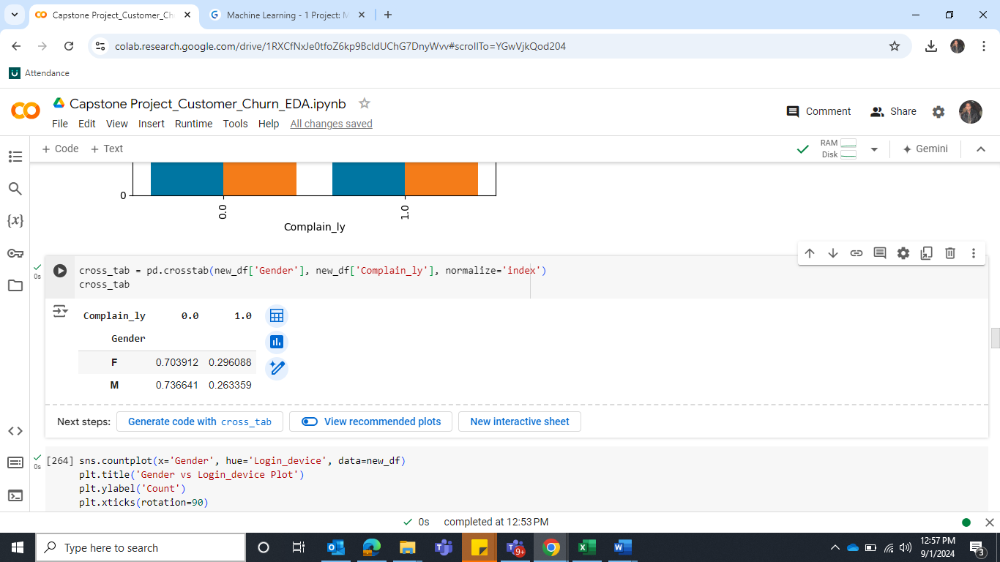 Capstone Project_Customer_Ch
Machine Learning - 1 Project: M
colab.research.google.com/drive/1RXCfNxJe0tfoZ6kp9BcldUChG7DnyWvv#scrollTo=YGwVjkQod204
Attendance
Capstone Project_Customer_Churn_EDA.ipynb
File Edit View Insert Runtime Tools Help All changes saved
Comment Share
+ Code + Text
RAM
Disk
Gemini
0
0.0
1.0
Complain_ly
0s
cross_tab = pd.crosstab(new_df['Gender'], new_df['Complain_ly'], normalize='index')
cross_tab
Complain_ly 0.0 1.0
Gender
F 0.703912 0.296088
M 0.736641 0.263359
Next steps: Generate code with cross_tab View recommended plots New interactive sheet
0s
[264] sns.countplot(x='Gender', hue='Login_device', data=new_df)
plt.title('Gender vs Login_device Plot')
plt.ylabel('Count')
plt.xticks(rotation=90)
0s completed at 12:53 PM
Type here to search
9+
12:57 PM
9/1/2024
3